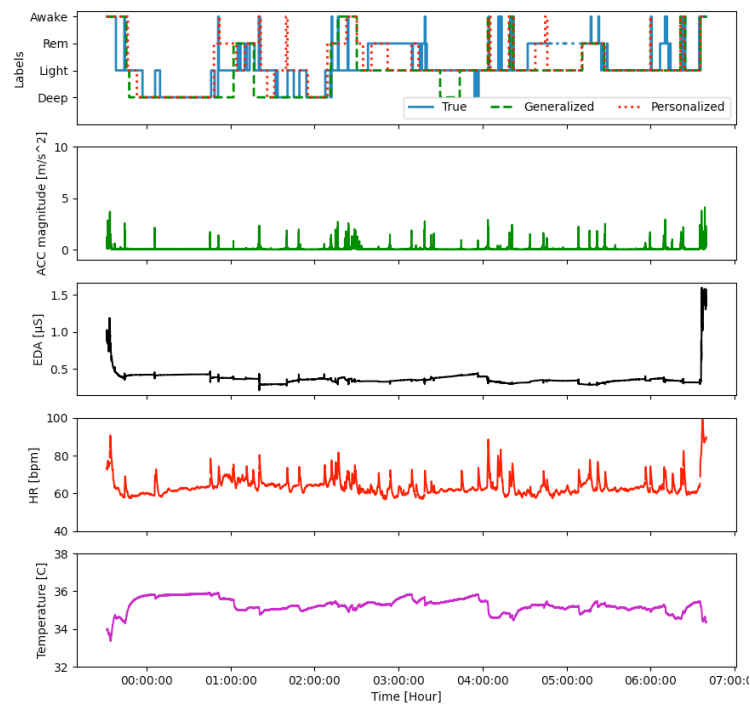 Labels
Awake
Rem
Light
Deep
True Generalized Personalized
ACC magnitude [m/s^2]
10
5
0
EDA [μS]
1.5
1.0
0.5
HR [bpm]
100
80
60
40
Temperature [C]
38
36
34
32
00:00:00 01:00:00 02:00:00 03:00:00 04:00:00 05:00:00 06:00:00 07:00:0
Time [Hour]